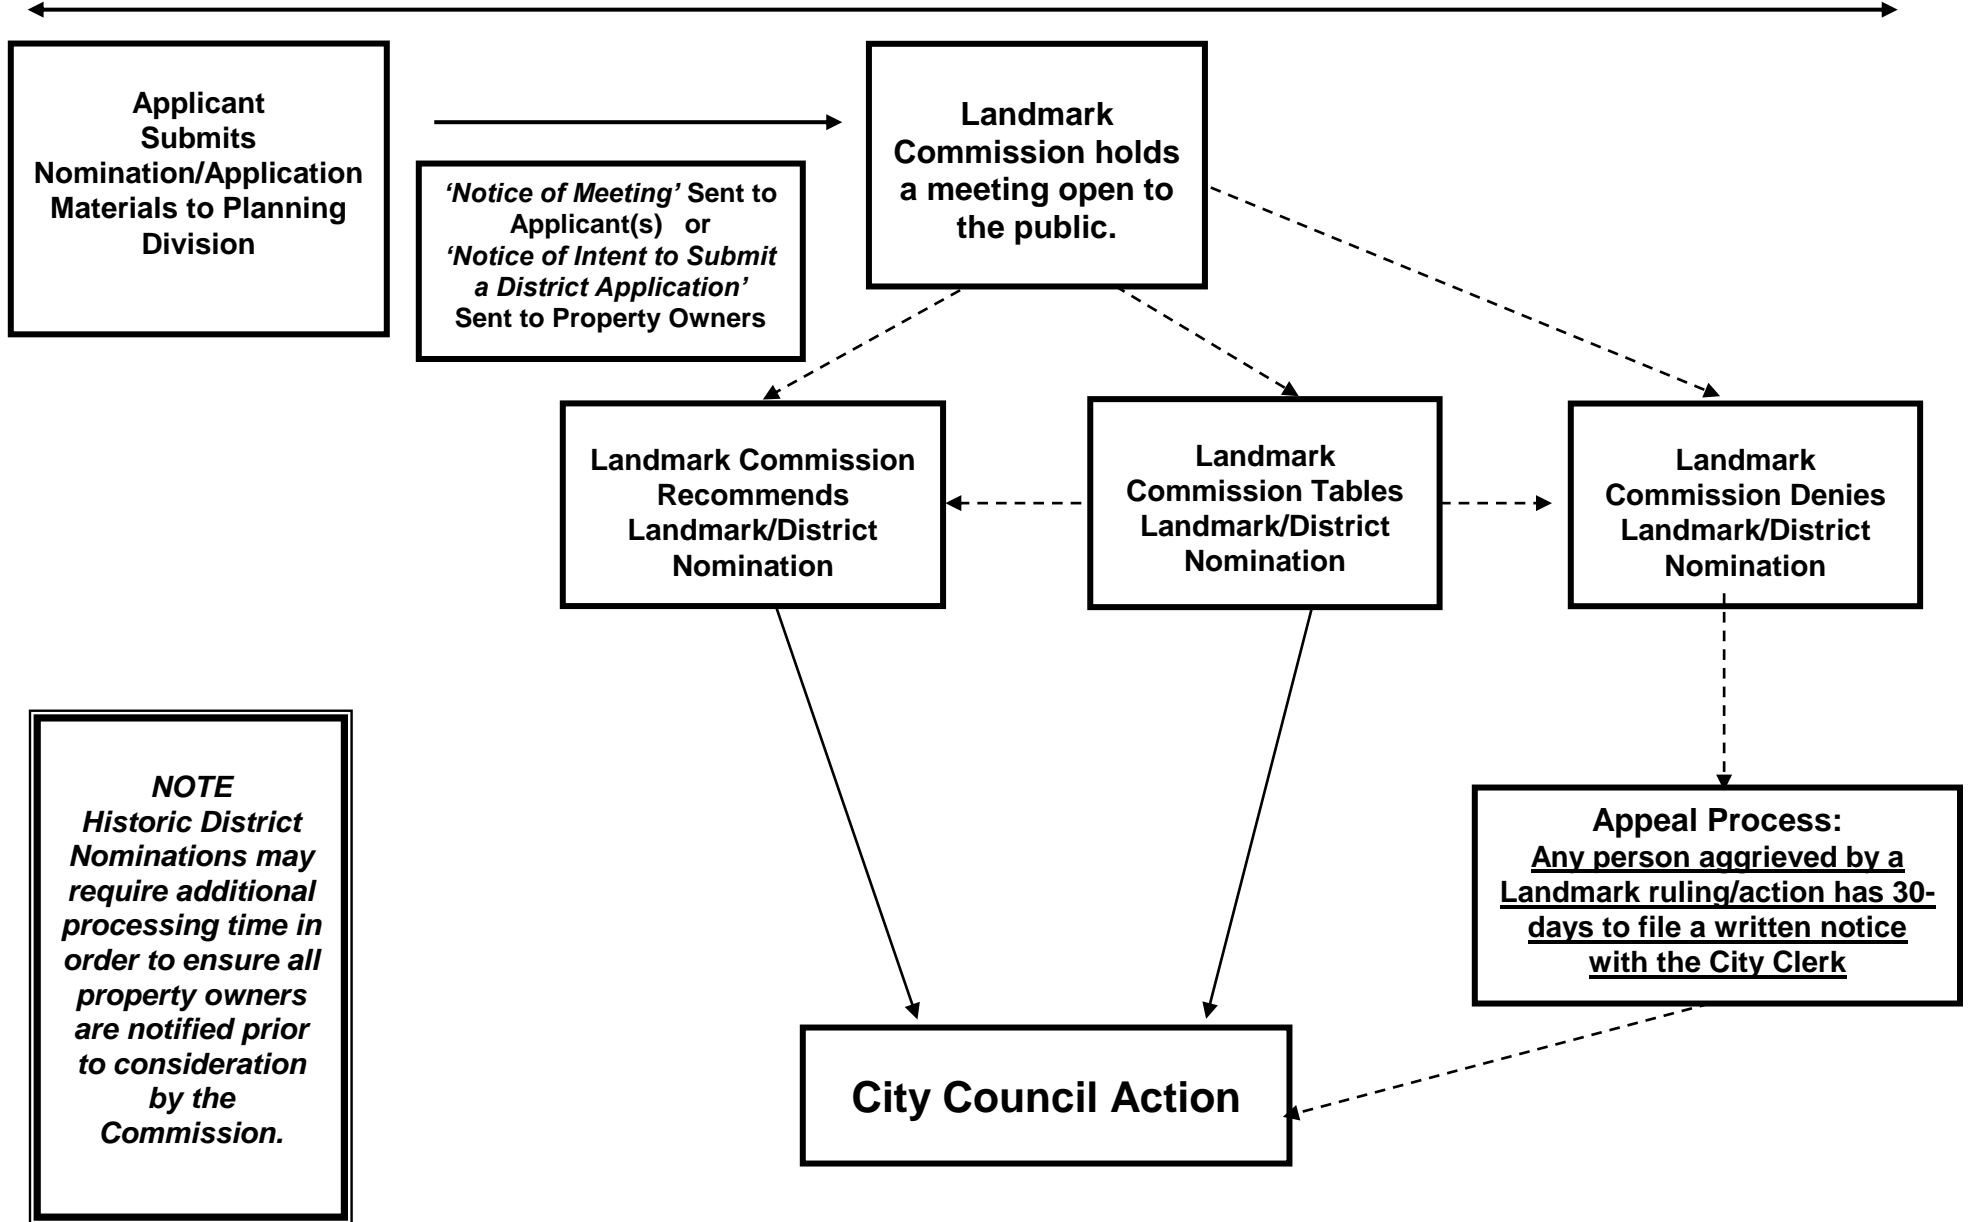 Applicant
Submits
Nomination/Application
Materials to Planning
Division
‘Notice of Meeting’ Sent to
Applicant(s) or
‘Notice of Intent to Submit
a District Application’
Sent to Property Owners
Landmark
Commission holds
a meeting open to
the public.
Landmark Commission
Recommends
Landmark/District
Nomination
Landmark
Commission Tables
Landmark/District
Nomination
Landmark
Commission Denies
Landmark/District
Nomination
NOTE
Historic District
Nominations may
require additional
processing time in
order to ensure all
property owners
are notified prior
to consideration
by the
Commission.
Appeal Process:
Any person aggrieved by a
Landmark ruling/action has 30-
days to file a written notice
with the City Clerk
City Council Action